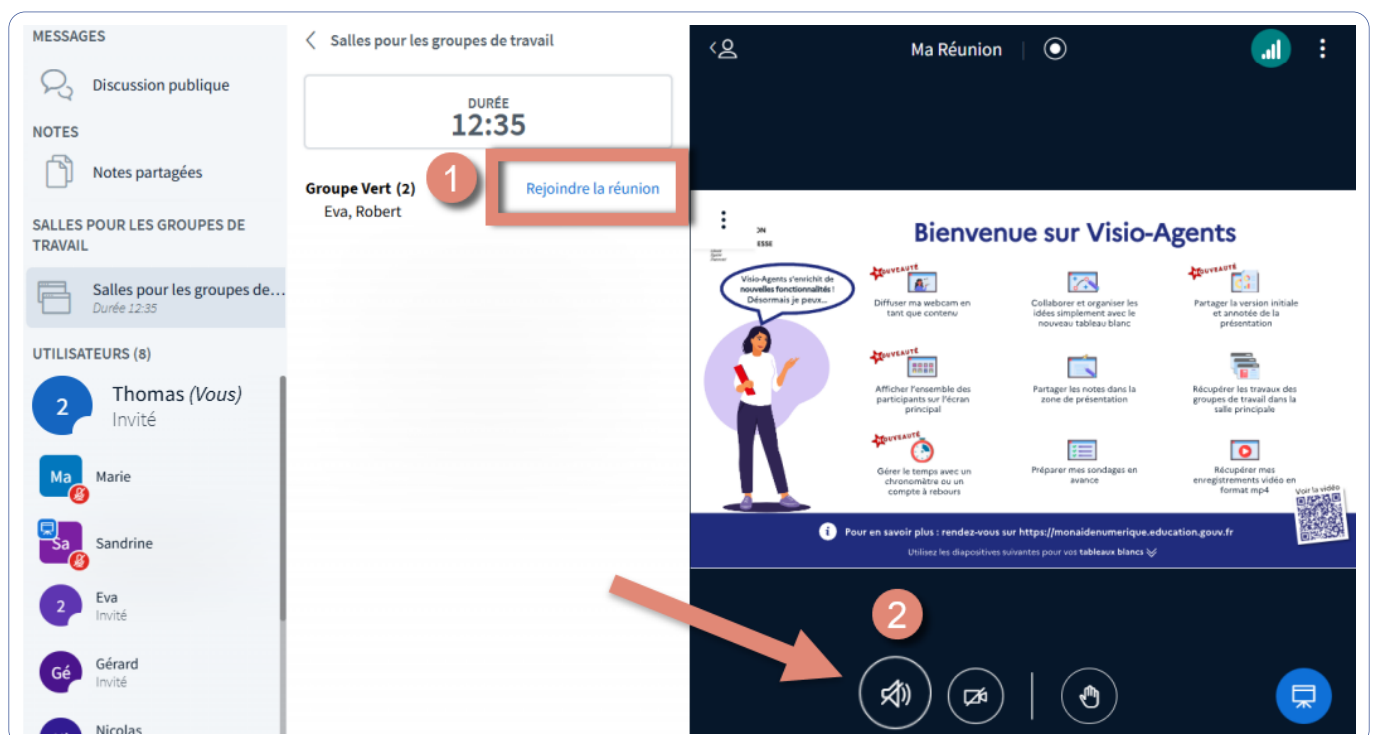 MESSAGES
Discussion publique
NOTES
Notes partagées
SALLES POUR LES GROUPES DE
TRAVAIL
Salles pour les groupes de...
Durée 12:35
UTILISATEURS (8)
2
Thomas (Vous)
Invité
Ma
Marie
Sa
Sandrine
2
Eva
Invité
Gé
Gérard
Invité
Nicolas
Salles pour les groupes de travail
DURÉE
12:35
Groupe Vert (2)
1
Rejoindre la réunion
Eva, Robert
Ma Réunion
Bienvenue sur Visio-Agents
Visio-Agents s'enrichit de
nouvelles fonctionnalités !
Désormais je peux...
NOUVEAUTÉ
Diffuser ma webcam en
tant que contenu
Collaborer et organiser les
idées simplement avec le
nouveau tableau blanc
NOUVEAUTÉ
Partager la version initiale
et annotée de la
présentation
NOUVEAUTÉ
Afficher l'ensemble des
participants sur l'écran
principal
Partager les notes dans la
zone de présentation
Récupérer les travaux des
groupes de travail dans la
salle principale
NOUVEAUTÉ
Gérer le temps avec un
chronomètre ou un
compte à rebours
Préparer mes sondages en
avance
Récupérer mes
enregistrements vidéo en
format mp4
Voir la vidéo
i Pour en savoir plus : rendez-vous sur https://monaidenumerique.education.gouv.fr
Utilisez les diapositives suivantes pour vos tableaux blancs
2